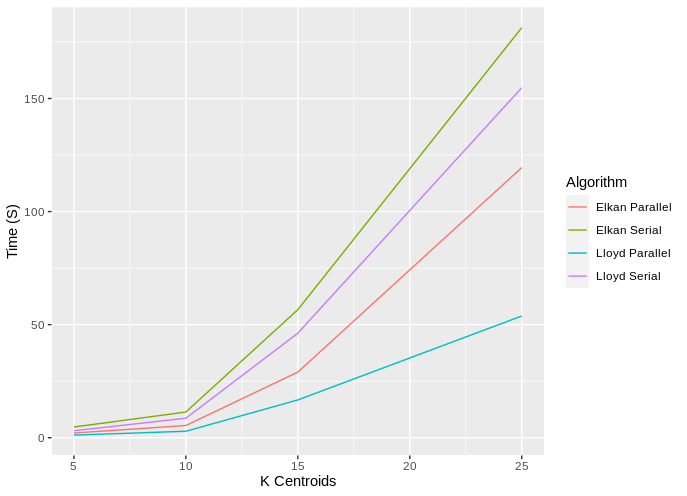 150
100
50
0
Time (S)
5
10
15
20
25
K Centroids
Algorithm
Elkan Parallel
Elkan Serial
Lloyd Parallel
Lloyd Serial